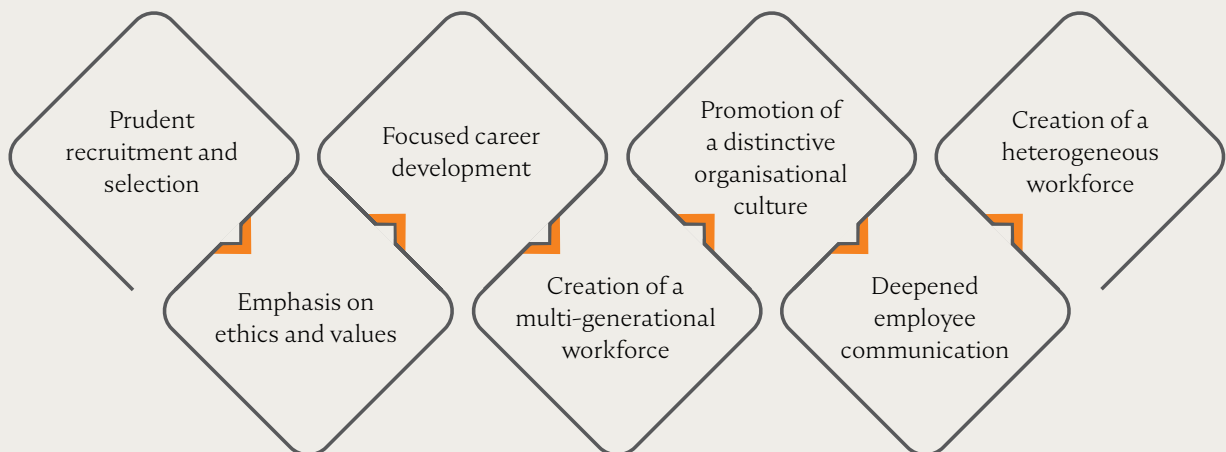 Prudent
recruitment and
selection
Emphasis on
ethics and values
Focused career
development
Creation of a
multi-generational
workforce
Promotion of
a distinctive
organisational
culture
Deepened
employee
communication
Creation of a
heterogeneous
workforce